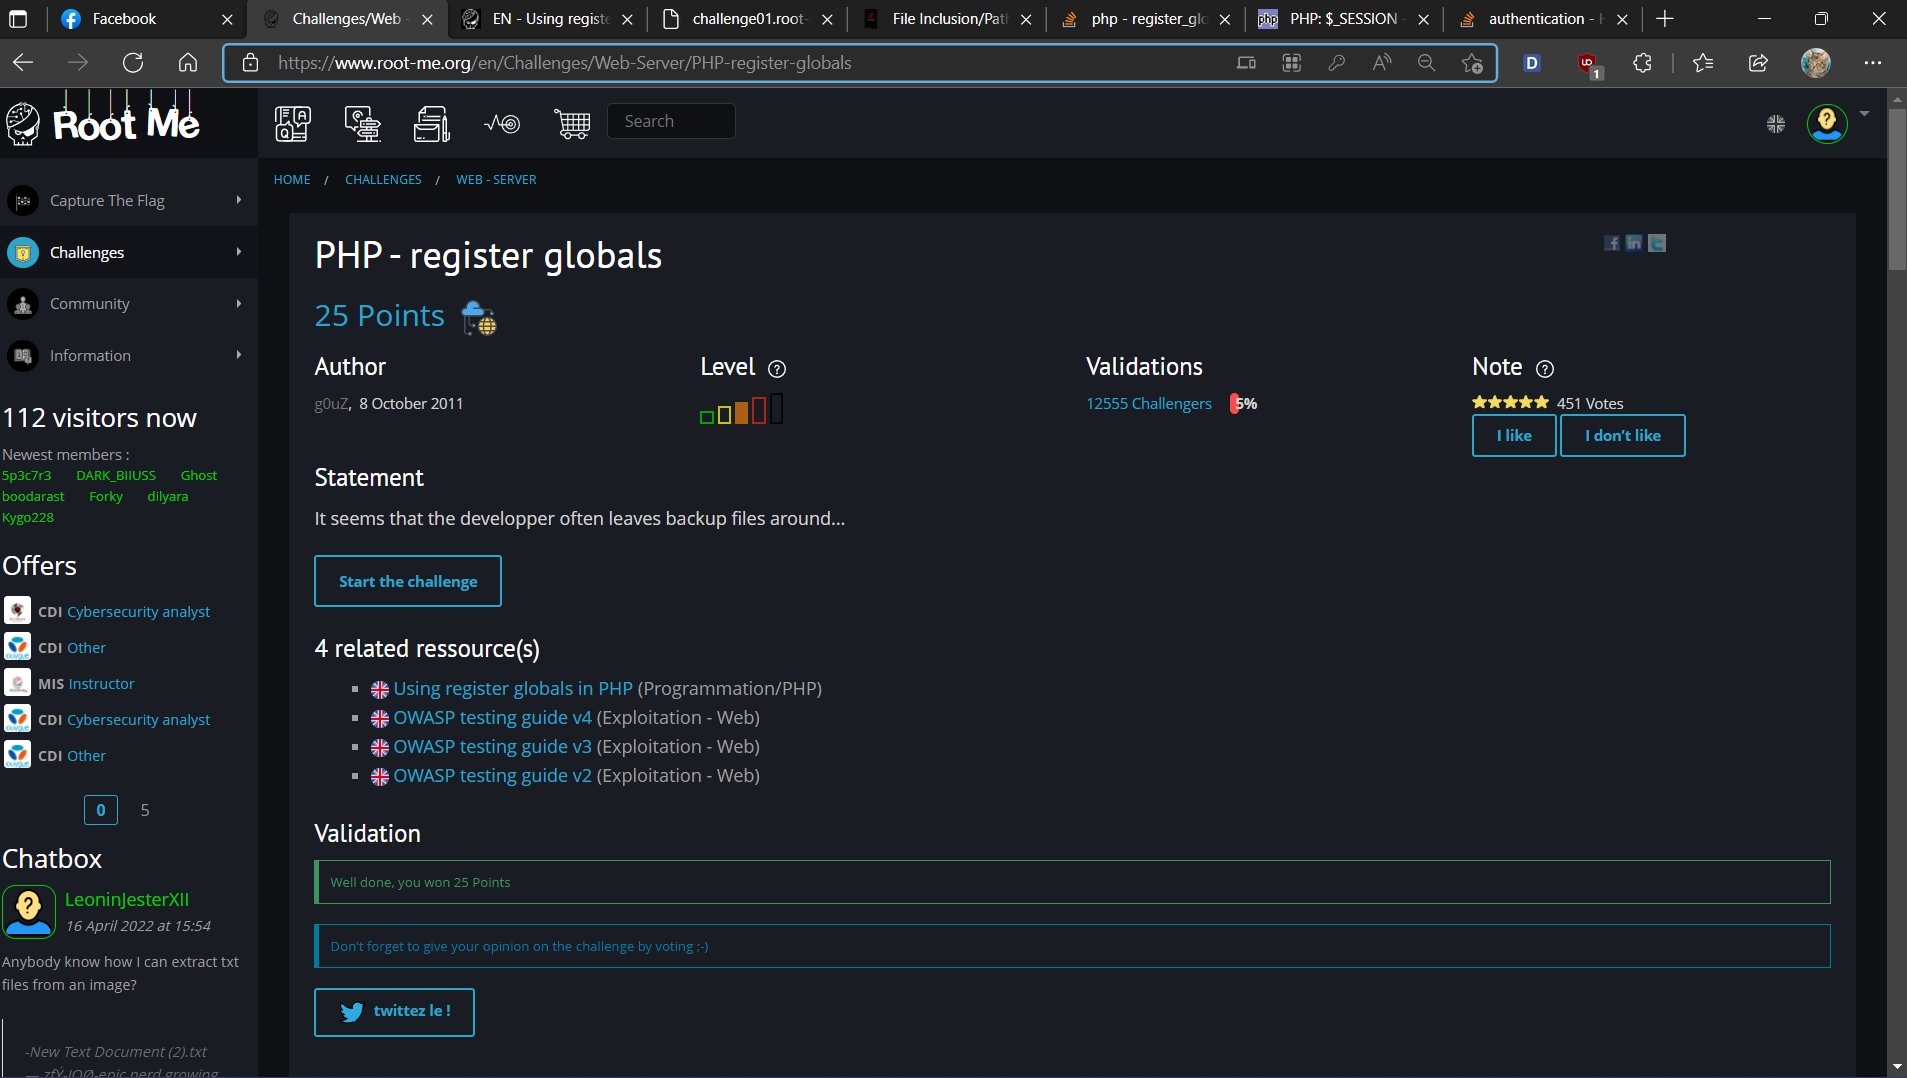 Facebook
Challenges/Web -
EN - Using registe
challenge01.root-
File Inclusion/Pat
php - register_glo
php
PHP: $_SESSION -
authentication - H
https://www.root-me.org/en/Challenges/Web-Server/PHP-register-globals
D
1
Root Me
Search
HOME / CHALLENGES / WEB - SERVER
Capture The Flag
Challenges
Community
Information
112 visitors now
Newest members :
5p3c7r3 DARK_BIIUSS Ghost
boodarast Forky dilyara
Kygo228
Offers
CDI Cybersecurity analyst
CDI Other
MIS Instructor
CDI Cybersecurity analyst
CDI Other
0 5
Chatbox
LeoninJesterXII
16 April 2022 at 15:54
Anybody know how I can extract txt
files from an image?
-New Text Document (2).txt
PHP - register globals
25 Points
Author
g0uZ, 8 October 2011
Level
Validations
12555 Challengers 5%
Note
451 Votes
I like I don't like
Statement
It seems that the developper often leaves backup files around...
Start the challenge
4 related ressource(s)
Using register globals in PHP (Programmation/PHP)
OWASP testing guide v4 (Exploitation - Web)
OWASP testing guide v3 (Exploitation - Web)
OWASP testing guide v2 (Exploitation - Web)
Validation
Well done, you won 25 Points
Don't forget to give your opinion on the challenge by voting ;-)
twittez le !